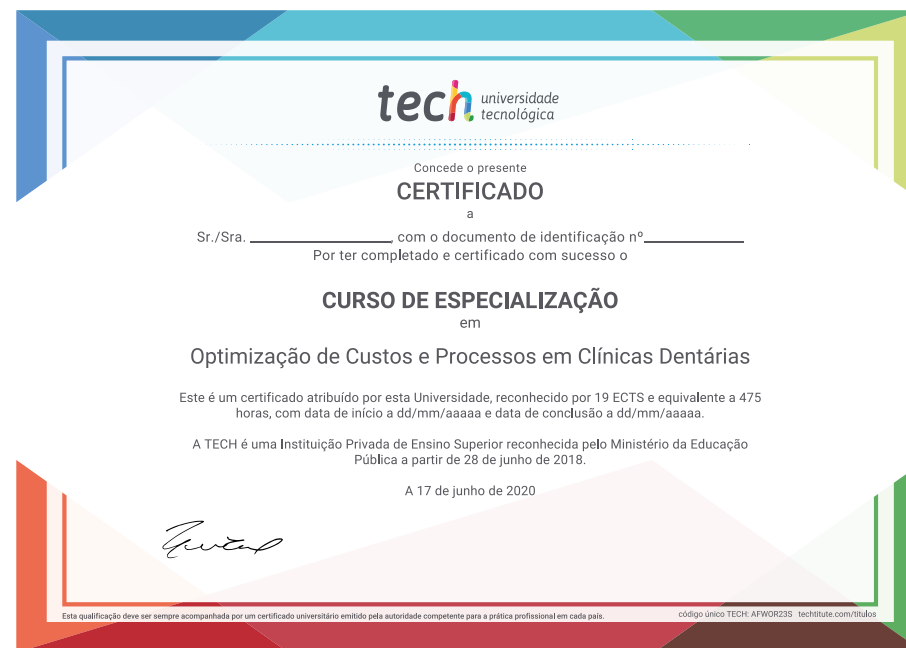 tech universidade
tecnológica
Concede o presente
CERTIFICADO
a
Sr./Sra. , com o documento de identificação nº
Por ter completado e certificado com sucesso o
CURSO DE ESPECIALIZAÇÃO
em
Optimização de Custos e Processos em Clínicas Dentárias
Este é um certificado atribuído por esta Universidade, reconhecido por 19 ECTS e equivalente a 475
horas, com data de início a dd/mm/aaaaa e data de conclusão a dd/mm/aaaaa.
A TECH é uma Instituição Privada de Ensino Superior reconhecida pelo Ministério da Educação
Pública a partir de 28 de junho de 2018.
A 17 de junho de 2020
Esta qualificação deve ser sempre acompanhada por um certificado universitário emitido pela autoridade competente para a prática profissional em cada país.
código único TECH: AFWOR23S techtitute.com/titulos